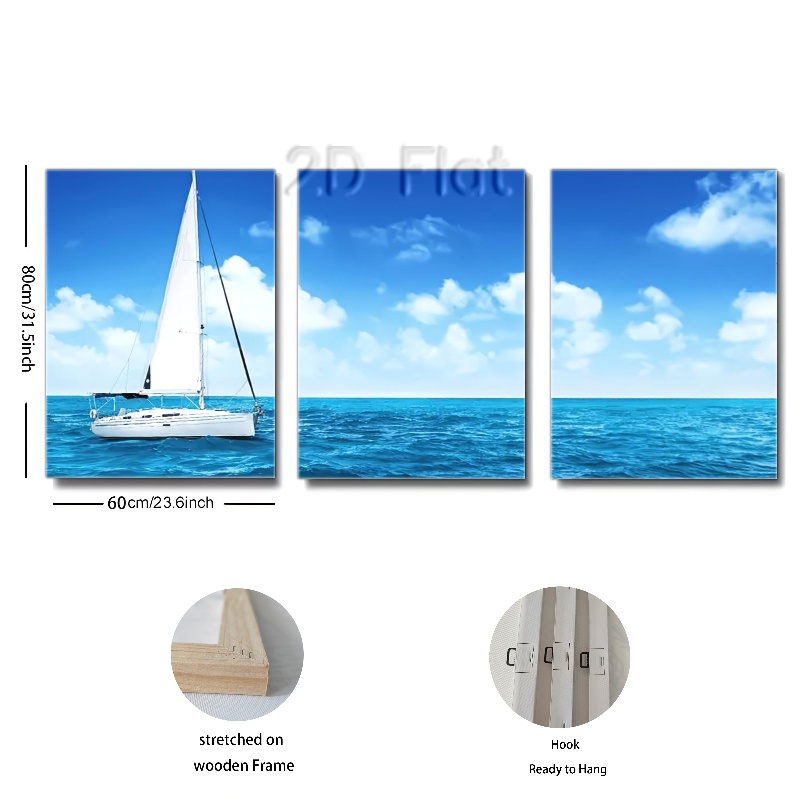 2D Flat
80cm/31.5inch
60cm/23.6inch
stretched on
wooden Frame
Hook
Ready to Hang